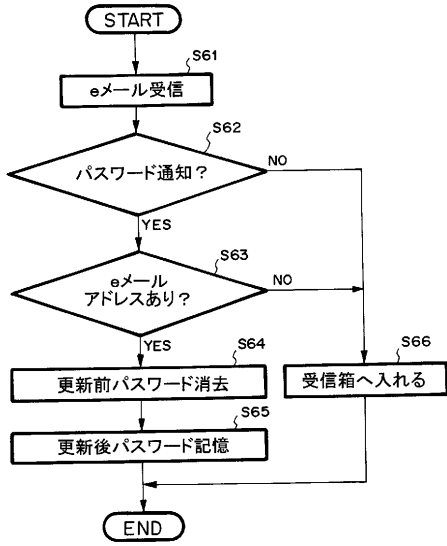 START
S61
eメール受信
S62
パスワード通知?
NO
YES
S63
eメール
アドレスあり?
NO
YES
S64
更新前パスワード消去
S66
受信箱へ入れる
S65
更新後パスワード記憶
END